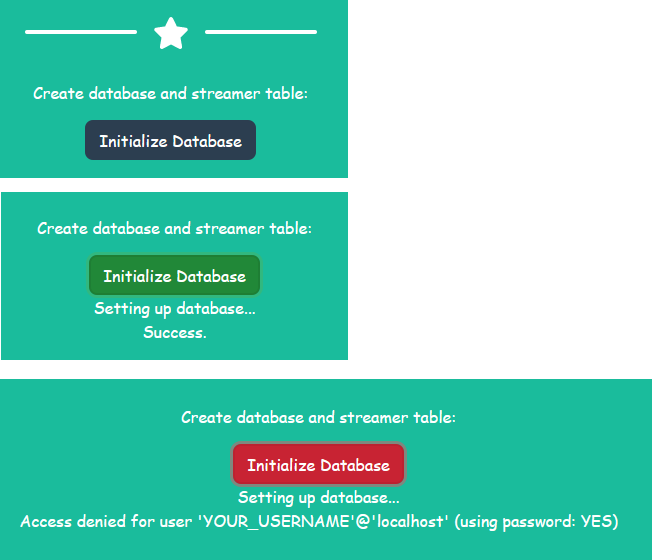 Create database and streamer table:
Initialize Database
Create database and streamer table:
Initialize Database
Setting up database...
Success.
Create database and streamer table:
Initialize Database
Setting up database...
Access denied for user 'YOUR_USERNAME'@'localhost' (using password: YES)